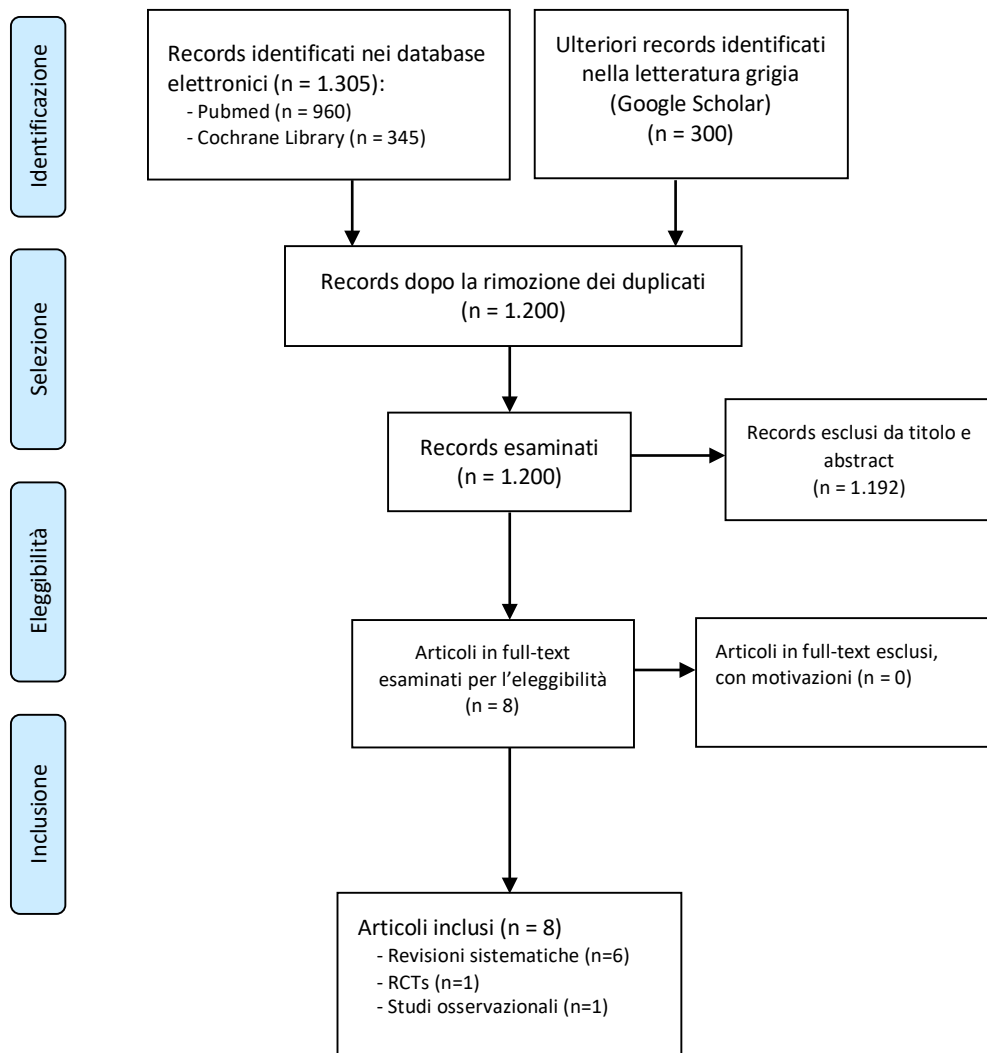 Identificazione
Records identificati nei database
elettronici (n = 1.305):
- Pubmed (n = 960)
- Cochrane Library (n = 345)
Ulteriori records identificati
nella letteratura grigia
(Google Scholar)
(n = 300)
Selezione
Records dopo la rimozione dei duplicati
(n = 1.200)
Records esaminati
(n = 1.200)
Records esclusi da titolo e
abstract
(n = 1.192)
Eleggibilità
Articoli in full-text
esaminati per l’eleggibilità
(n = 8)
Articoli in full-text esclusi,
con motivazioni (n = 0)
Inclusione
Articoli inclusi (n = 8)
- Revisioni sistematiche (n=6)
- RCTs (n=1)
- Studi osservazionali (n=1)